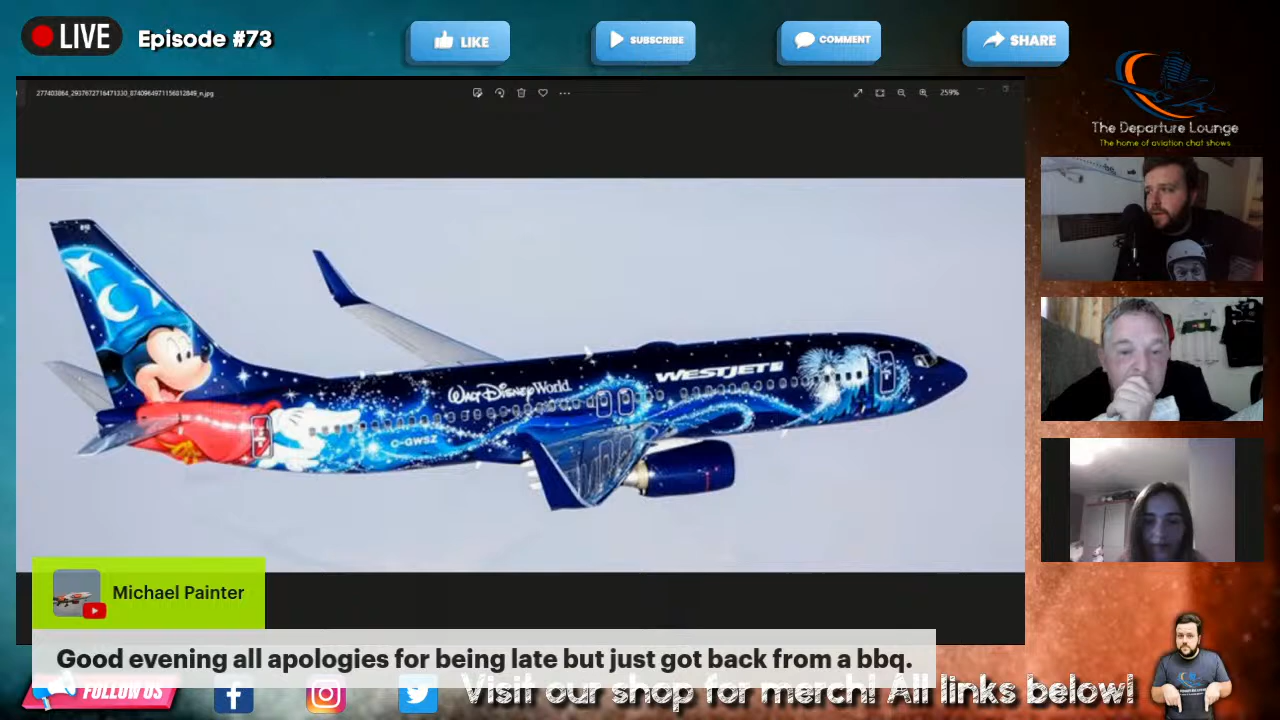 LIVE
Episode #73
LIKE
SUBSCRIBE
COMMENT
SHARE
The Departure Lounge
The home of aviation chat shows
259%
WALT DISNEY WORLD
WESTJET
C-GWSZ
Michael Painter
Good evening all apologies for being late but just got back from a bbq.
FOLLOW US
Visit our shop for merch! All links below!